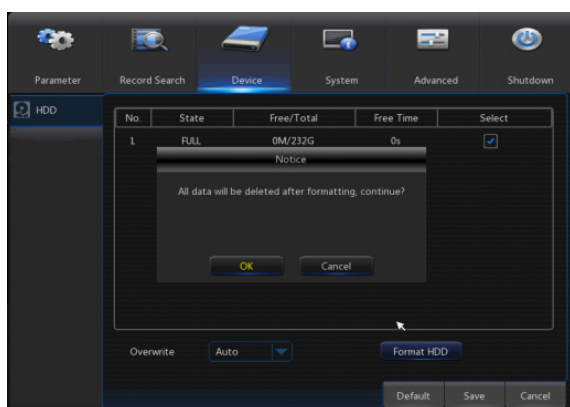 Parameter Record Search Device System Advanced Shutdown
HDD
No. State Free/Total Free Time Select
1 FULL 0M/232G 0s
Notice
All data will be deleted after formatting, continue?
OK Cancel
Overwrite Auto Format HDD
Default Save Cancel